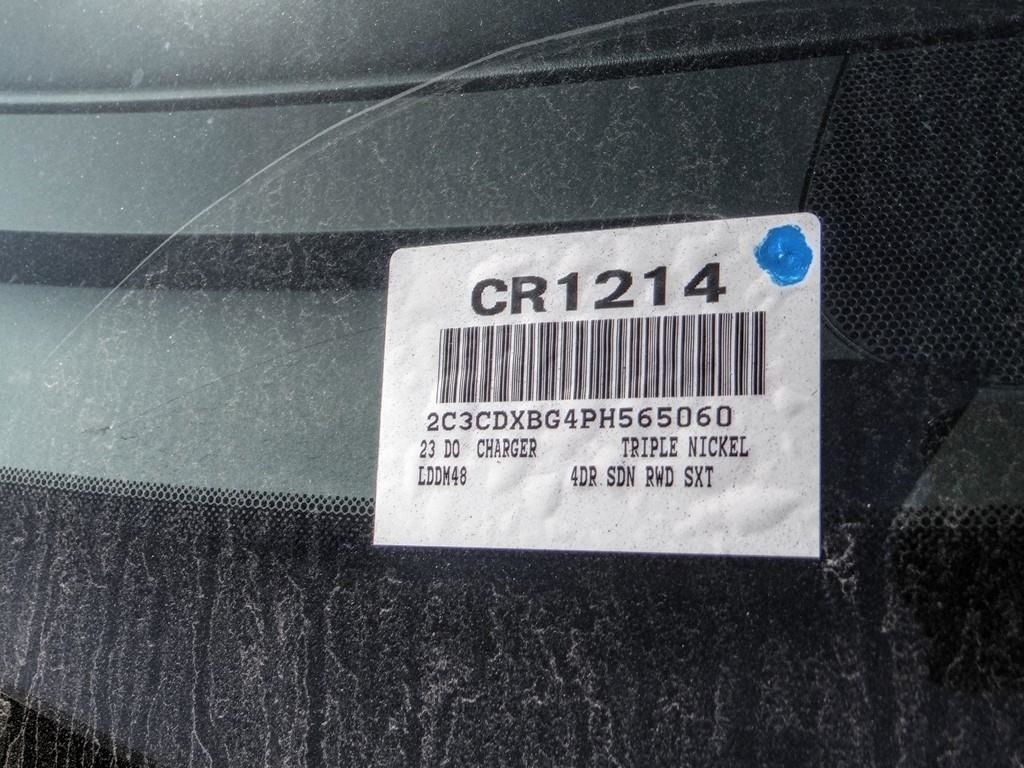 CR1214
2C3CDXBG4PH565060
23 DO CHARGER TRIPLE NICKEL
LDDM48 4DR SDN RWD SXT